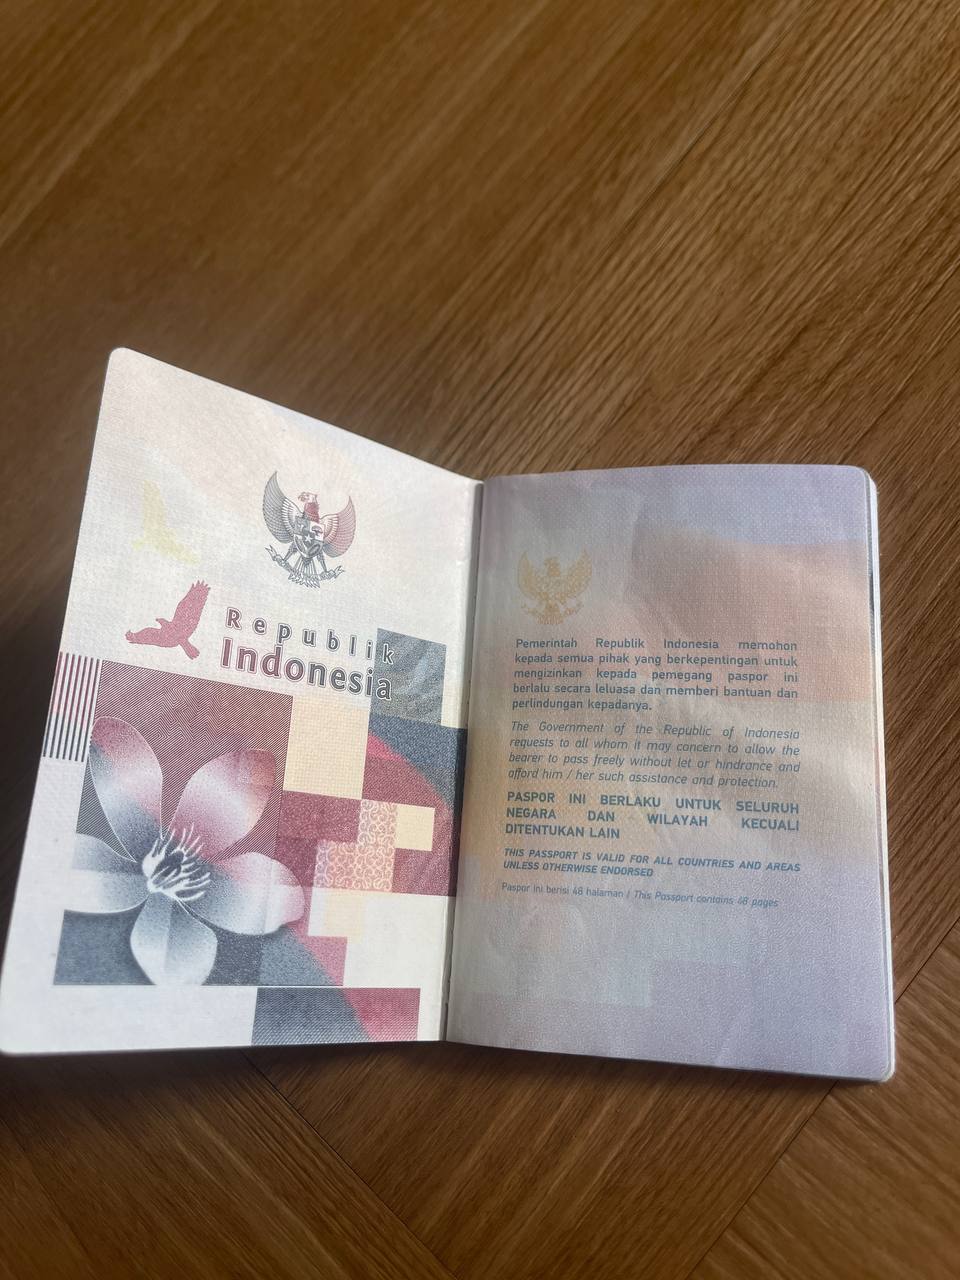 Republik
Indonesia
Pemerintah Republik Indonesia memohon
kepada semua pihak yang berkepentingan untuk
mengizinkan kepada pemegang paspor ini
berlalu secara leluasa dan memberi bantuan dan
perlindungan kepadanya.
The Government of the Republic of Indonesia
requests to all whom it may concern to allow the
bearer to pass freely without let or hindrance and
afford him / her such assistance and protection.
PASPOR INI BERLAKU UNTUK SELURUH
NEGARA DAN WILAYAH KECUALI
DITENTUKAN LAIN
THIS PASSPORT IS VALID FOR ALL COUNTRIES AND AREAS
UNLESS OTHERWISE ENDORSED
Paspor ini berisi 48 halaman / This Passport contains 48 pages